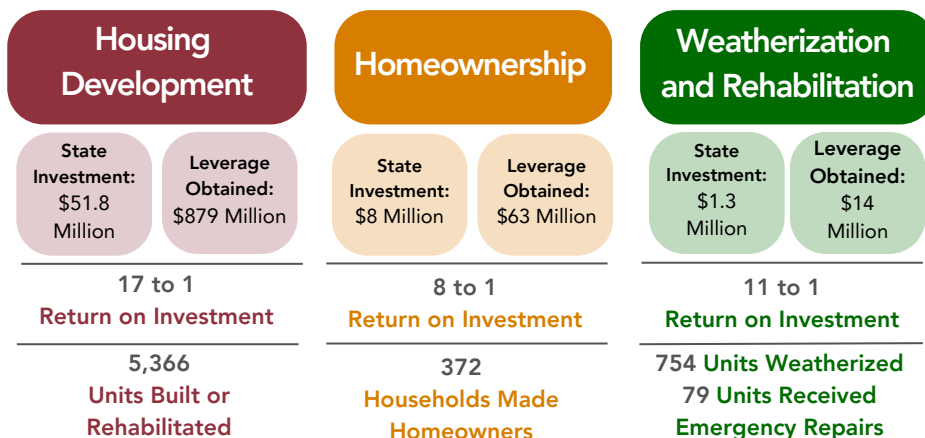 Housing
Development
State
Investment:
$51.8
Million
Leverage
Obtained:
$879 Million
17 to 1
Return on Investment
5,366
Units Built or
Rehabilitated
Homeownership
State
Investment:
$8 Million
Leverage
Obtained:
$63 Million
8 to 1
Return on Investment
372
Households Made
Homeowners
Weatherization
and Rehabilitation
State
Investment:
$1.3
Million
Leverage
Obtained:
$14
Million
11 to 1
Return on Investment
754 Units Weatherized
79 Units Received
Emergency Repairs